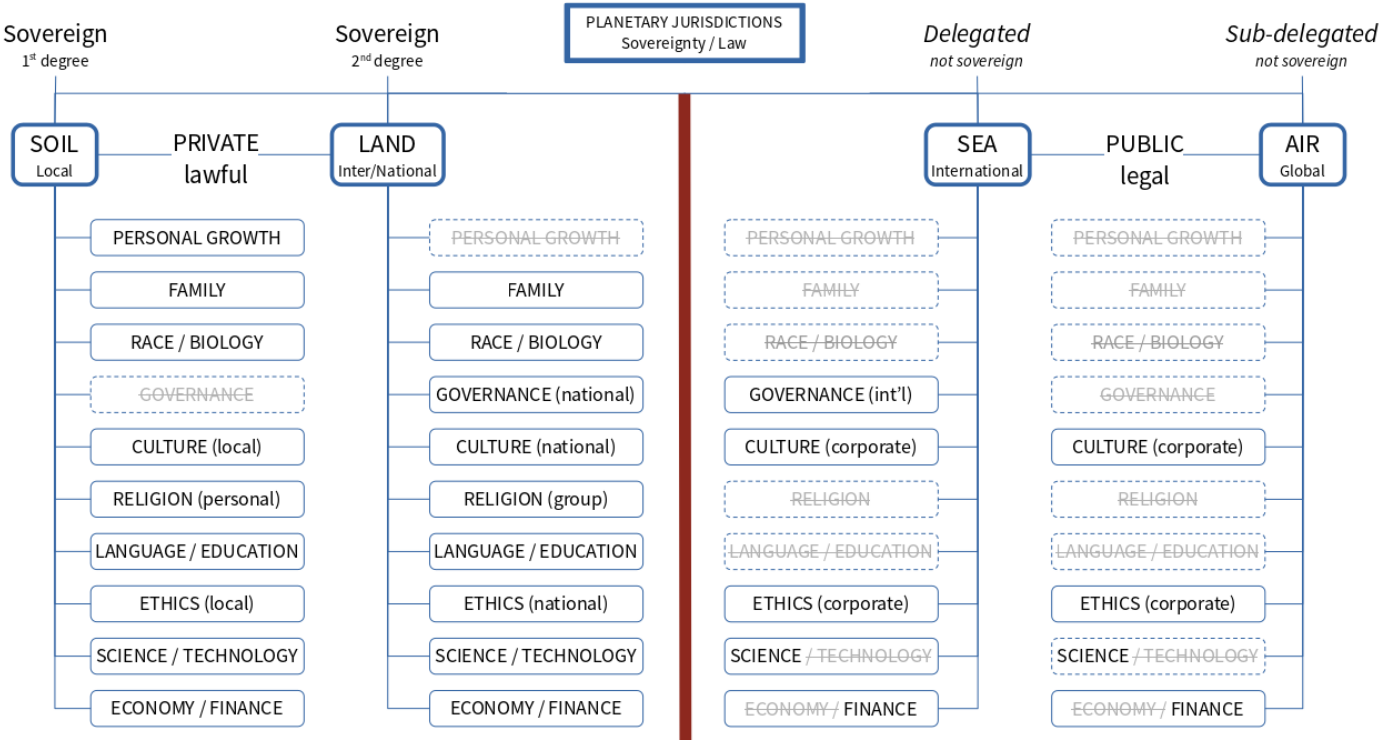 PLANETARY JURISDICTIONS
Sovereignty / Law
Sovereign
1st degree
Sovereign
2nd degree
Delegated
not sovereign
Sub-delegated
not sovereign
SOIL
Local
PRIVATE
lawful
LAND
Inter/National
SEA
International
PUBLIC
legal
AIR
Global
PERSONAL GROWTH
FAMILY
RACE / BIOLOGY
GOVERNANCE
CULTURE (local)
RELIGION (personal)
LANGUAGE / EDUCATION
ETHICS (local)
SCIENCE / TECHNOLOGY
ECONOMY / FINANCE
PERSONAL GROWTH
FAMILY
RACE / BIOLOGY
GOVERNANCE (national)
CULTURE (national)
RELIGION (group)
LANGUAGE / EDUCATION
ETHICS (national)
SCIENCE / TECHNOLOGY
ECONOMY / FINANCE
PERSONAL GROWTH
FAMILY
RACE / BIOLOGY
GOVERNANCE (int’l)
CULTURE (corporate)
RELIGION
LANGUAGE / EDUCATION
ETHICS (corporate)
SCIENCE / TECHNOLOGY
ECONOMY / FINANCE
PERSONAL GROWTH
FAMILY
RACE / BIOLOGY
GOVERNANCE
CULTURE (corporate)
RELIGION
LANGUAGE / EDUCATION
ETHICS (corporate)
SCIENCE / TECHNOLOGY
ECONOMY / FINANCE